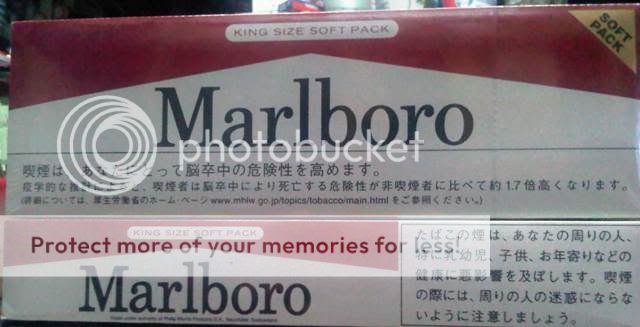 KING SIZE SOFT PACK
SOFT PACK
Marlboro
photobucket
喫煙は、あなたにとって脳卒中の危険性を高めます。
疫学的な推計によると、喫煙者は脳卒中により死亡する危険性が非喫煙者に比べて約1.7倍高くなります。
(詳細については、厚生労働省のホーム・ページ www.mhlw.go.jp/topics/tobacco/main.html をご参照ください。)
KING SIZE SOFT PACK
Protect more of your memories for less!
Marlboro
たばこの煙は、あなたの周りの人、
特に乳幼児、子供、お年寄りなどの
健康に悪影響を及ぼします。喫煙
の際には、周りの人の迷惑にならな
いように注意しましょう。